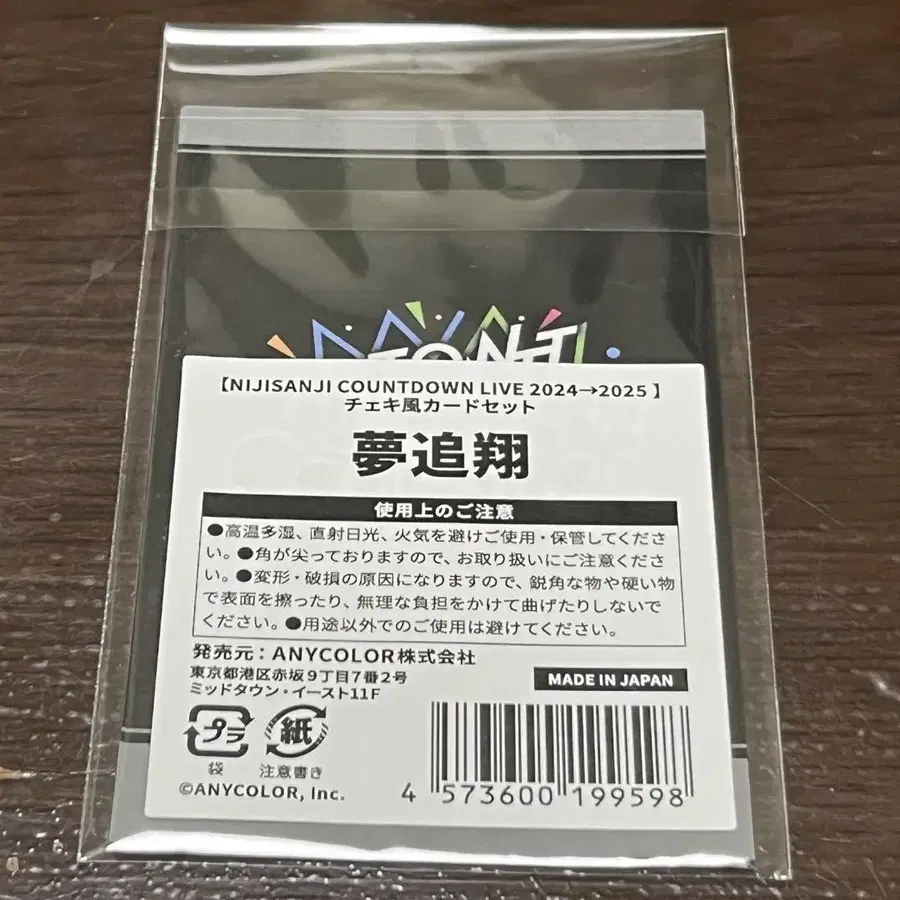 【NIJISANJI COUNTDOWN LIVE 2024→2025 】
チェキ風カードセット
夢追翔
使用上のご注意
●高温多湿、直射日光、火気を避けご使用・保管してくださ
い。●角が尖っておりますので、お取り扱いにご注意くださ
い。●変形・破損の原因になりますので、鋭角な物や硬い物
で表面を擦ったり、無理な負担をかけて曲げたりしないで
ください。●用途以外でのご使用は避けてください。
発売元：ANYCOLOR株式会社
東京都港区赤坂9丁目7番2号
ミッドタウン・イースト11F
MADE IN JAPAN
プラ
紙
袋
注意書き
©ANYCOLOR, Inc.
4 573600 199598